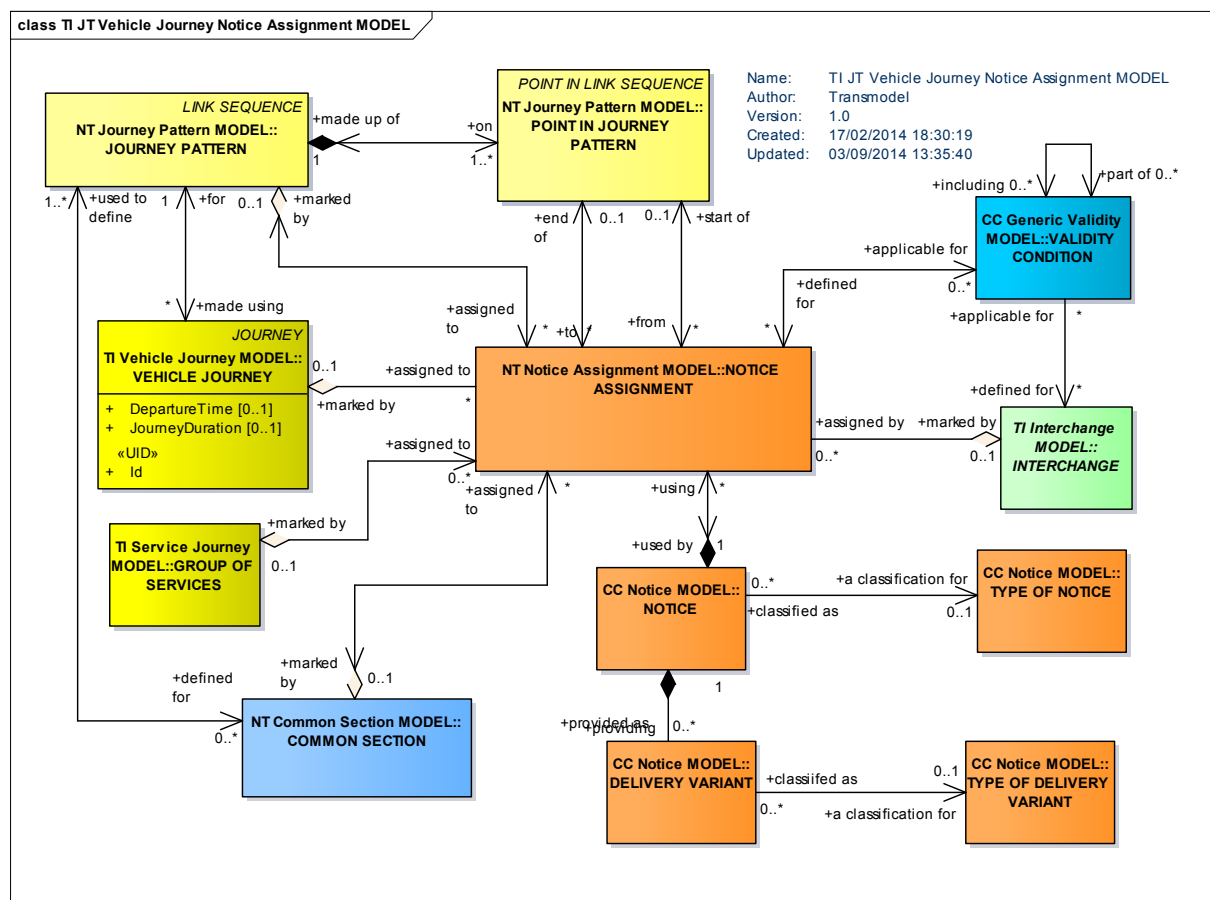 class TI JT Vehicle Journey Notice Assignment MODEL
Name: TI JT Vehicle Journey Notice Assignment MODEL
Author: Transmodel
Version: 1.0
Created: 17/02/2014 18:30:19
Updated: 03/09/2014 13:35:40
LINK SEQUENCE
NT Journey Pattern MODEL::
JOURNEY PATTERN
+made up of
1
+on
1..*
POINT IN LINK SEQUENCE
NT Journey Pattern MODEL::
POINT IN JOURNEY
PATTERN
+including 0..*
+part of 0..*
CC Generic Validity
MODEL::VALIDITY
CONDITION
1..*
+used to
define
1
+for
0..1
+marked
by
+end
of
0..1
0..1
+start of
+applicable for
0..*
+defined
for
*
+applicable for
*
*
+made using
+assigned
to
*
+to
*
+from
*
JOURNEY
TI Vehicle Journey MODEL::
VEHICLE JOURNEY
+ DepartureTime [0..1]
+ JourneyDuration [0..1]
«UID»
+ Id
0..1
+marked by
+assigned to
*
NT Notice Assignment MODEL::NOTICE
ASSIGNMENT
+defined for
*
+assigned by
0..*
+marked by
0..1
TI Interchange
MODEL::
INTERCHANGE
+assigned to
0..*
+assigned
to
*
+using
*
+marked by
0..1
TI Service Journey
MODEL::GROUP OF
SERVICES
+used by
1
CC Notice MODEL::
NOTICE
0..*
+classified as
+a classification for
0..1
CC Notice MODEL::
TYPE OF NOTICE
+defined
for
0..*
+marked
by
0..1
NT Common Section MODEL::
COMMON SECTION
1
+provided as
+providing
0..*
CC Notice MODEL::
DELIVERY VARIANT
+classiifed as
0..*
0..1
+a classification for
CC Notice MODEL::
TYPE OF DELIVERY
VARIANT